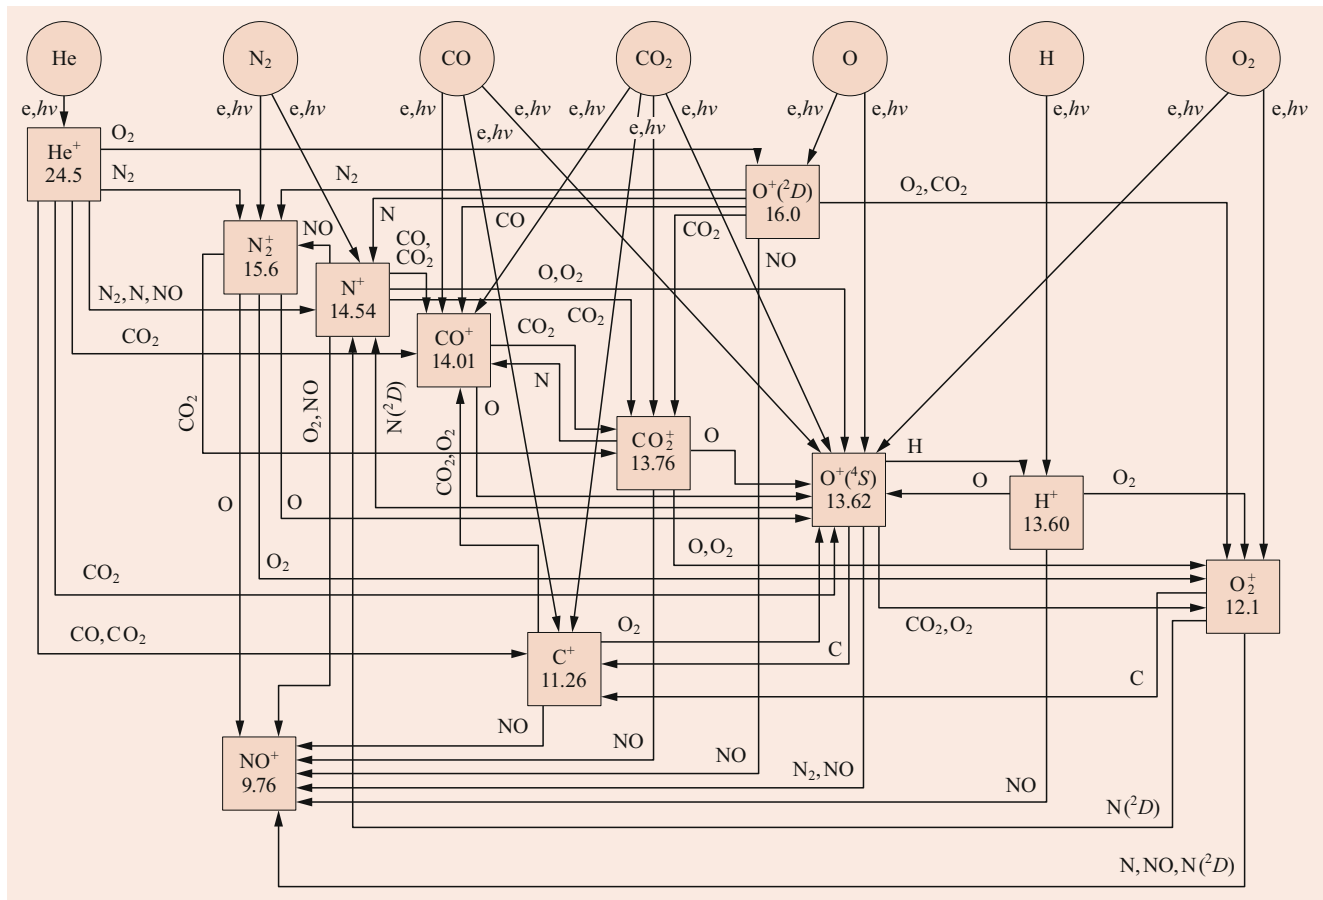 He
N₂
CO
CO₂
O
H
O₂
e,hν
e,hν
e,hν
e,hν
e,hν
e,hν
e,hν
e,hν
e,hν
e,hν
e,hν
e,hν
e,hν
e,hν
He⁺
24.5
O₂
N₂
N₂
O⁺(²D)
16.0
O₂,CO₂
N
CO
CO₂
NO
N₂⁺
15.6
NO
CO,
CO₂
N⁺
14.54
O,O₂
N₂,N,NO
CO₂
CO₂
CO₂
CO⁺
14.01
N
CO₂
O₂,NO
N(²D)
O
CO₂,O₂
CO₂⁺
13.76
O
O⁺(⁴S)
13.62
H
O
H⁺
13.60
O₂
O
O
O₂
O,O₂
CO₂
O₂⁺
12.1
CO,CO₂
O₂
CO₂,O₂
C⁺
11.26
C
C
NO
NO
NO
N₂,NO
NO
NO⁺
9.76
N(²D)
N,NO,N(²D)